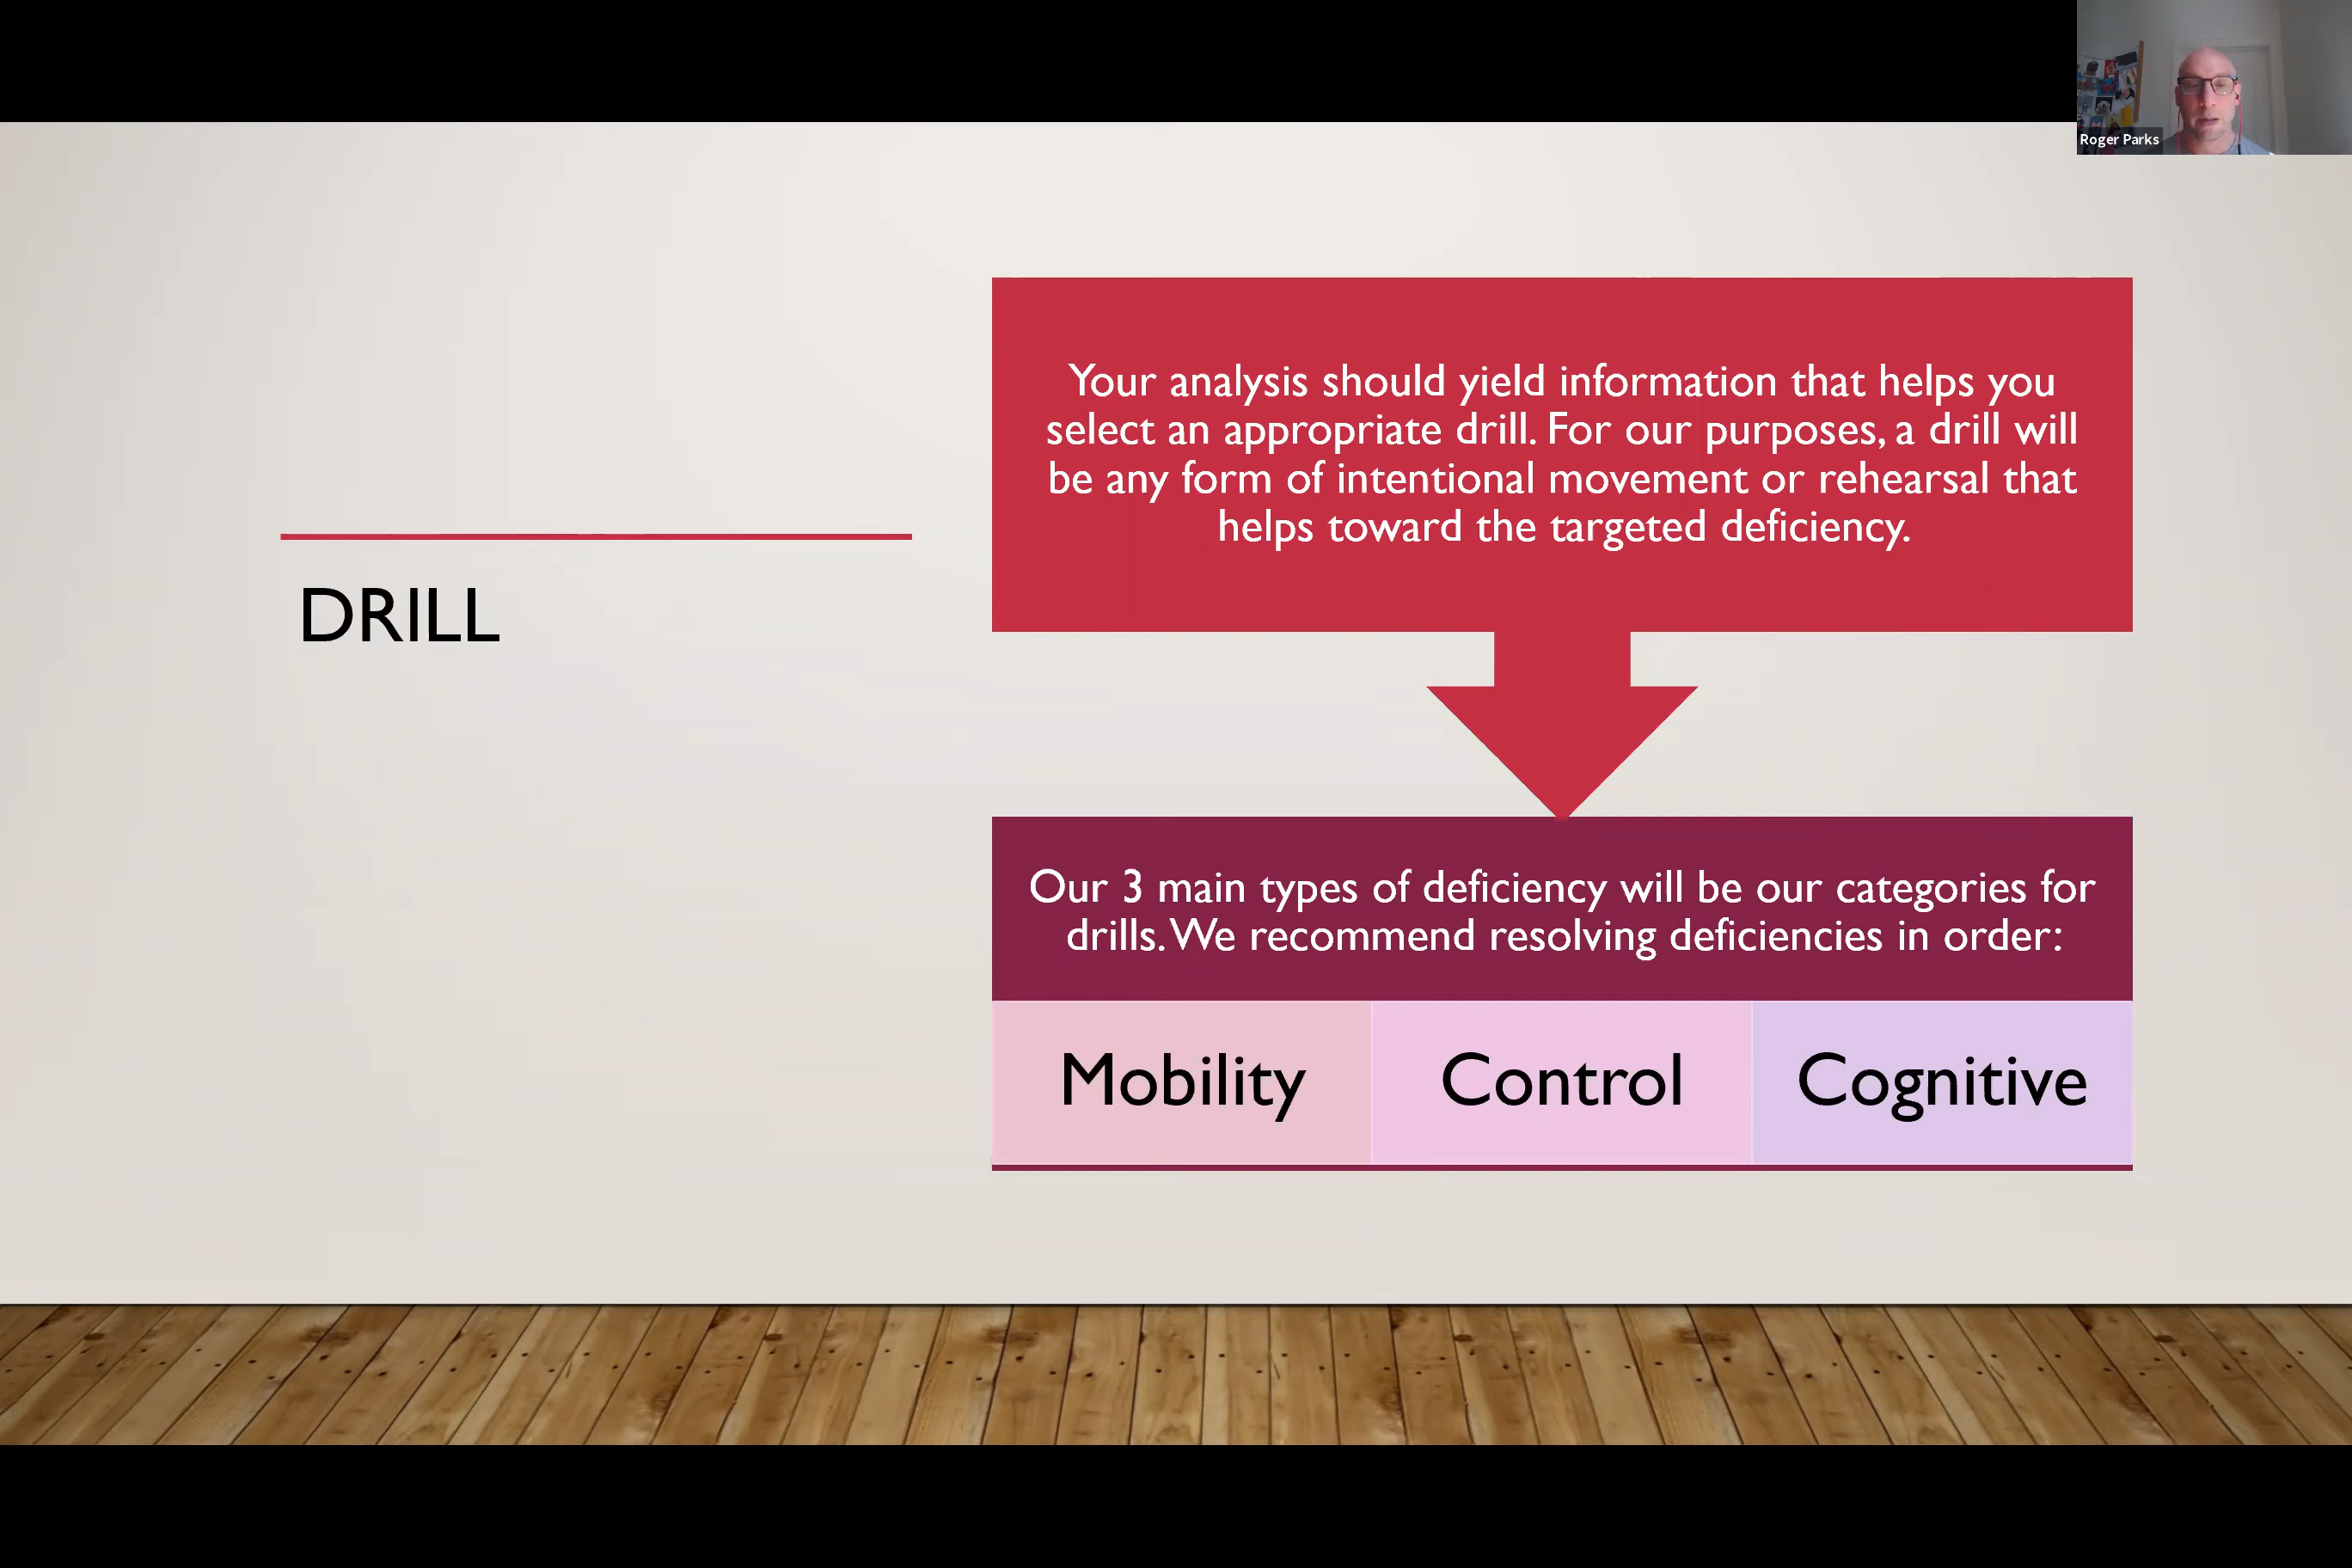 Roger Parks
DRILL
Your analysis should yield information that helps you
select an appropriate drill. For our purposes, a drill will
be any form of intentional movement or rehearsal that
helps toward the targeted deficiency.
Our 3 main types of deficiency will be our categories for
drills. We recommend resolving deficiencies in order:
Mobility
Control
Cognitive